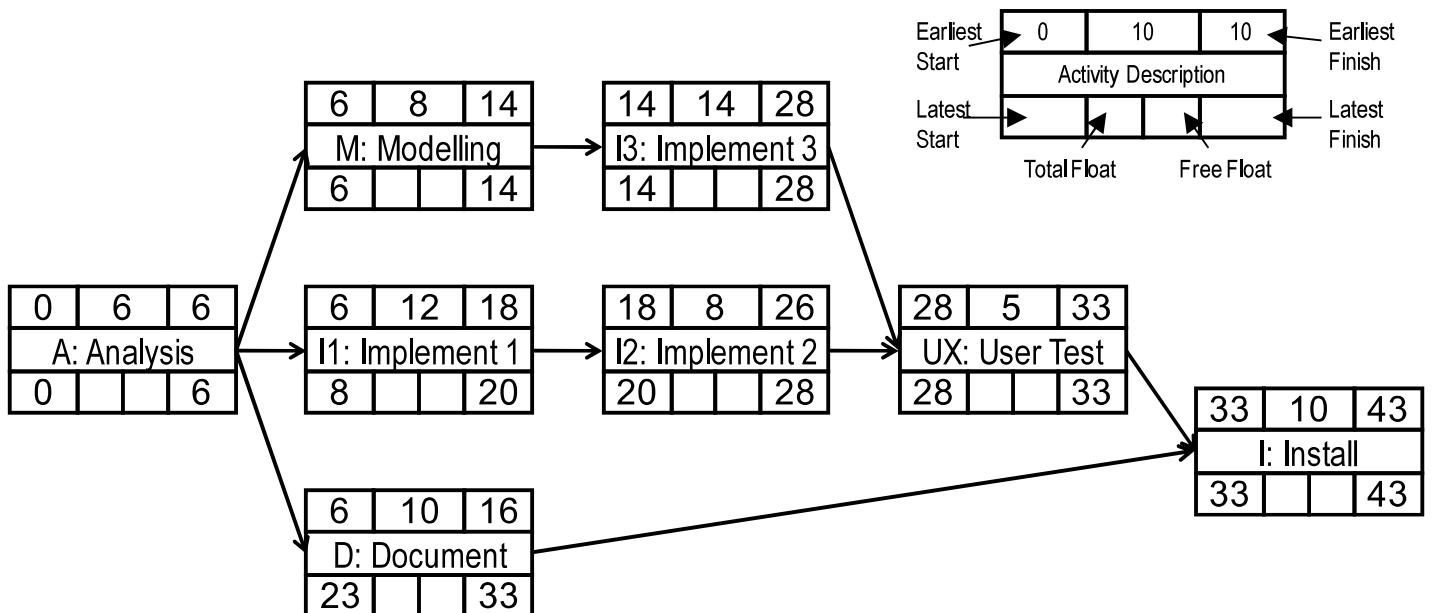 Earliest Start
0 10 10
Earliest Finish
Activity Description
Latest Start
Latest Finish
Total Float
Free Float
6 8 14
M: Modelling
6 14
14 14 28
I3: Implement 3
14 28
0 6 6
A: Analysis
0 6
6 12 18
I1: Implement 1
8 20
18 8 26
I2: Implement 2
20 28
28 5 33
UX: User Test
28 33
33 10 43
I: Install
33 43
6 10 16
D: Document
23 33